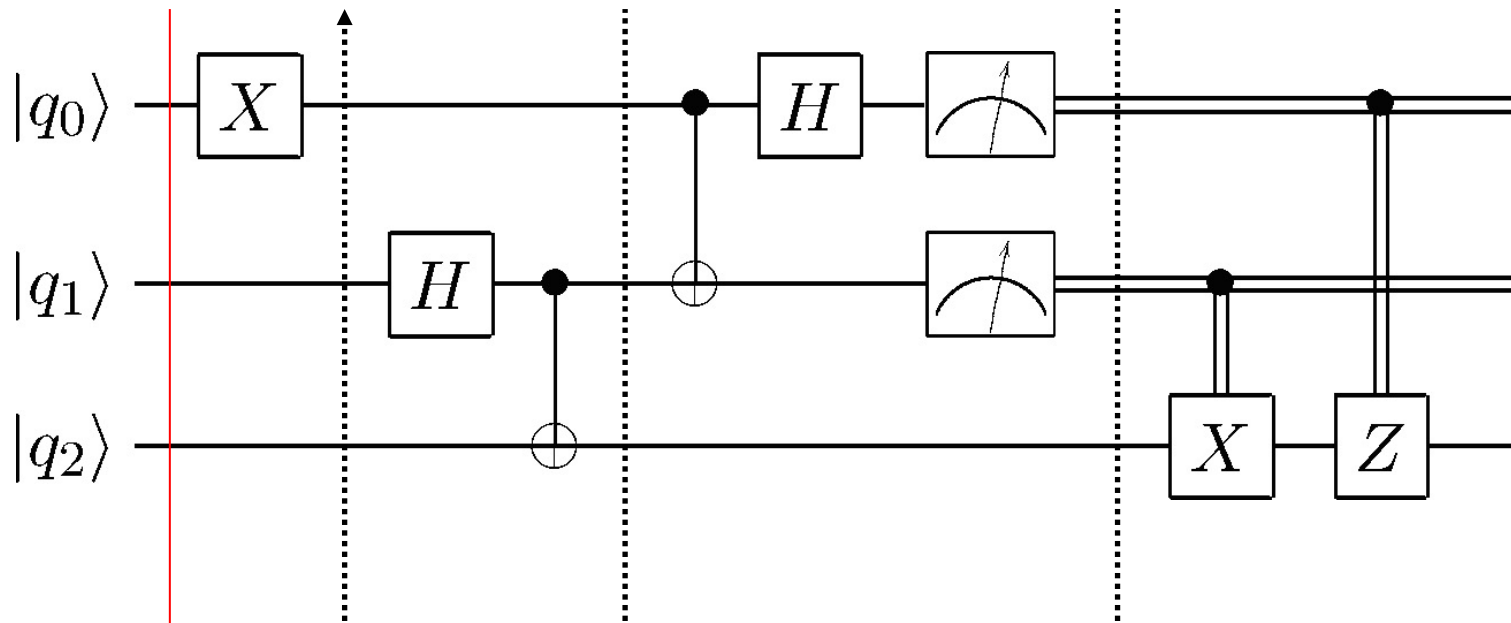 |q₀⟩ X H
|q₁⟩ H
|q₂⟩ X Z